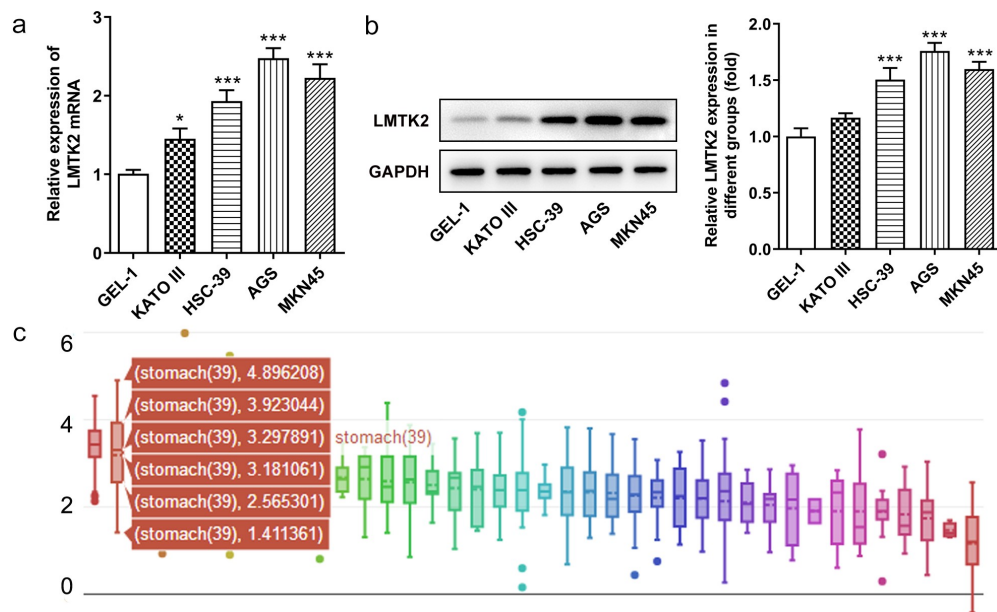 a
Relative expression of
LMTK2 mRNA
3
2
1
0
*
***
***
***
GEL-1
KATO III
HSC-39
AGS
MKN45
b
LMTK2
GAPDH
GEL-1
KATO III
HSC-39
AGS
MKN45
Relative LMTK2 expression in
different groups (fold)
2.0
1.5
1.0
0.5
0.0
***
***
***
GEL-1
KATO III
HSC-39
AGS
MKN45
c
6
4
2
0
(stomach(39), 4.896208)
(stomach(39), 3.923044)
(stomach(39), 3.297891)
(stomach(39), 3.181061)
(stomach(39), 2.565301)
(stomach(39), 1.411361)
stomach(39)